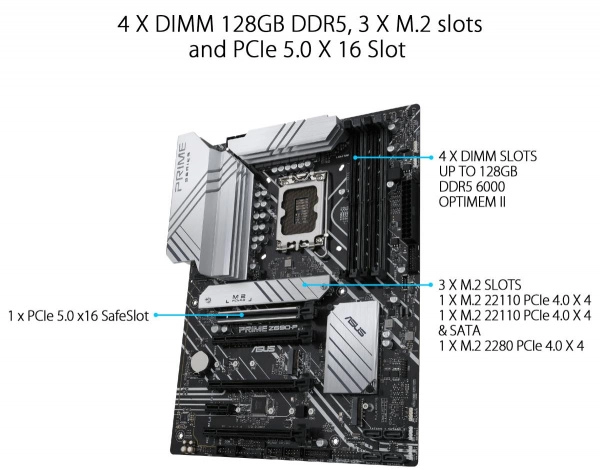 4 X DIMM 128GB DDR5, 3 X M.2 slots
and PCIe 5.0 X 16 Slot
PRIME
SERIES
4 X DIMM SLOTS
UP TO 128GB
DDR5 6000
OPTIMEM II
3 X M.2 SLOTS
1 X M.2 22110 PCIe 4.0 X 4
1 X M.2 22110 PCIe 4.0 X 4
& SATA
1 X M.2 2280 PCIe 4.0 X 4
M.2
1 x PCIe 5.0 x16 SafeSlot
PRIME Z690-P
ASUS
ASUS